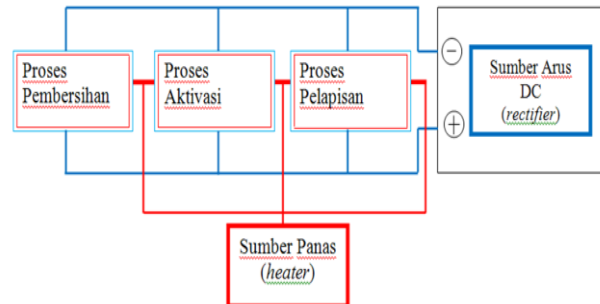 Proses
Pembersihan
Proses
Aktivasi
Proses
Pelapisan
−
+
Sumber Arus
DC
(rectifier)
Sumber Panas
(heater)